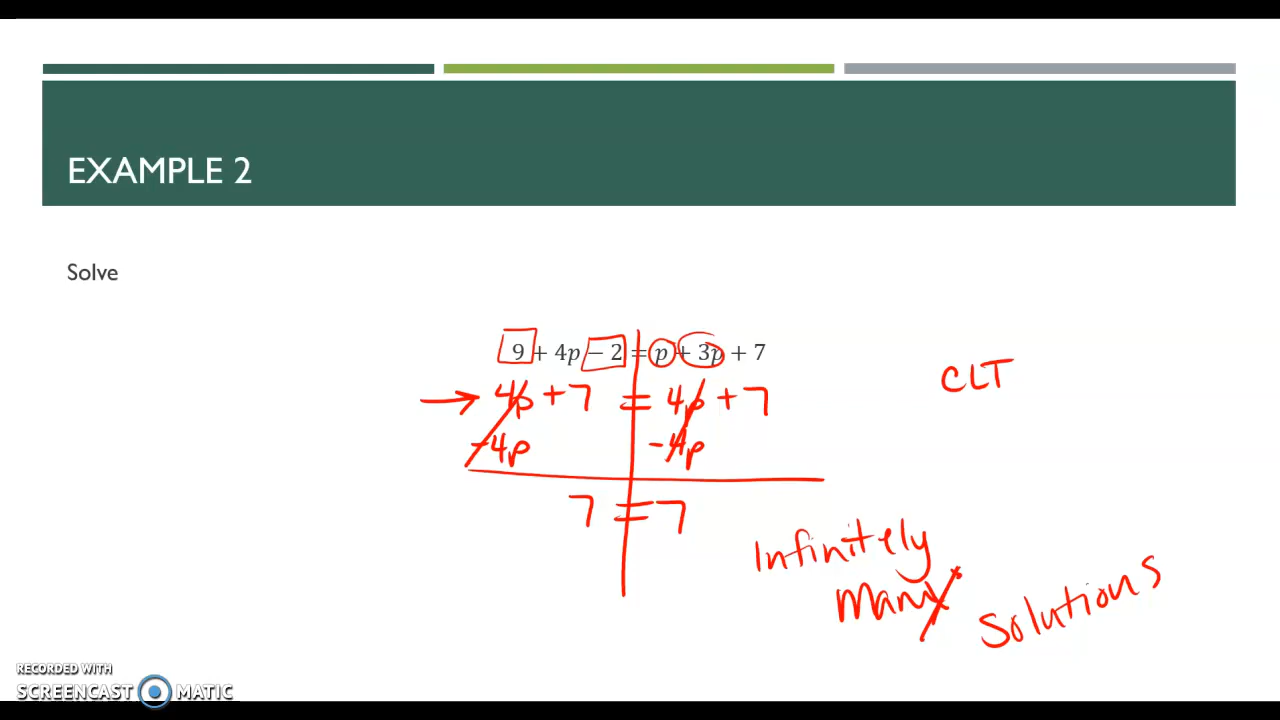 EXAMPLE 2
Solve
9 + 4p − 2 = p + 3p + 7
CLT
4p + 7 = 4p + 7
-4p -4p
7 = 7
Infinitely
Many
Solutions
RECORDED WITH
SCREENCAST MATIC